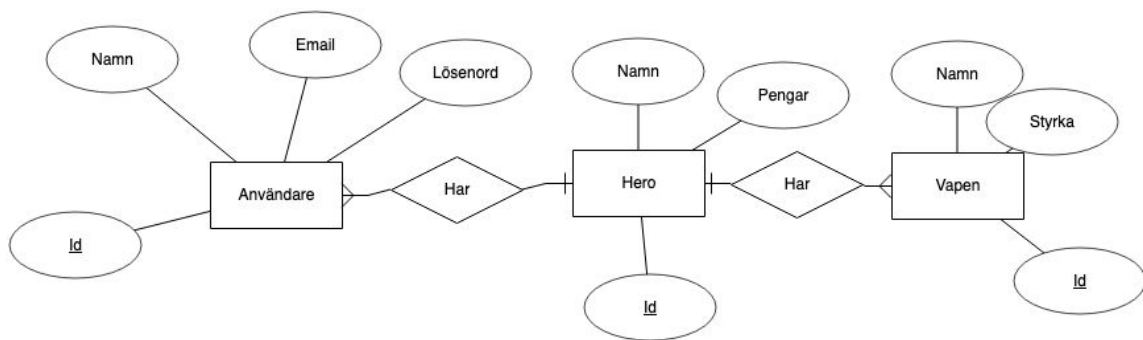 Namn
Email
Lösenord
Användare
Id
Har
Namn
Pengar
Hero
Id
Har
Namn
Styrka
Vapen
Id